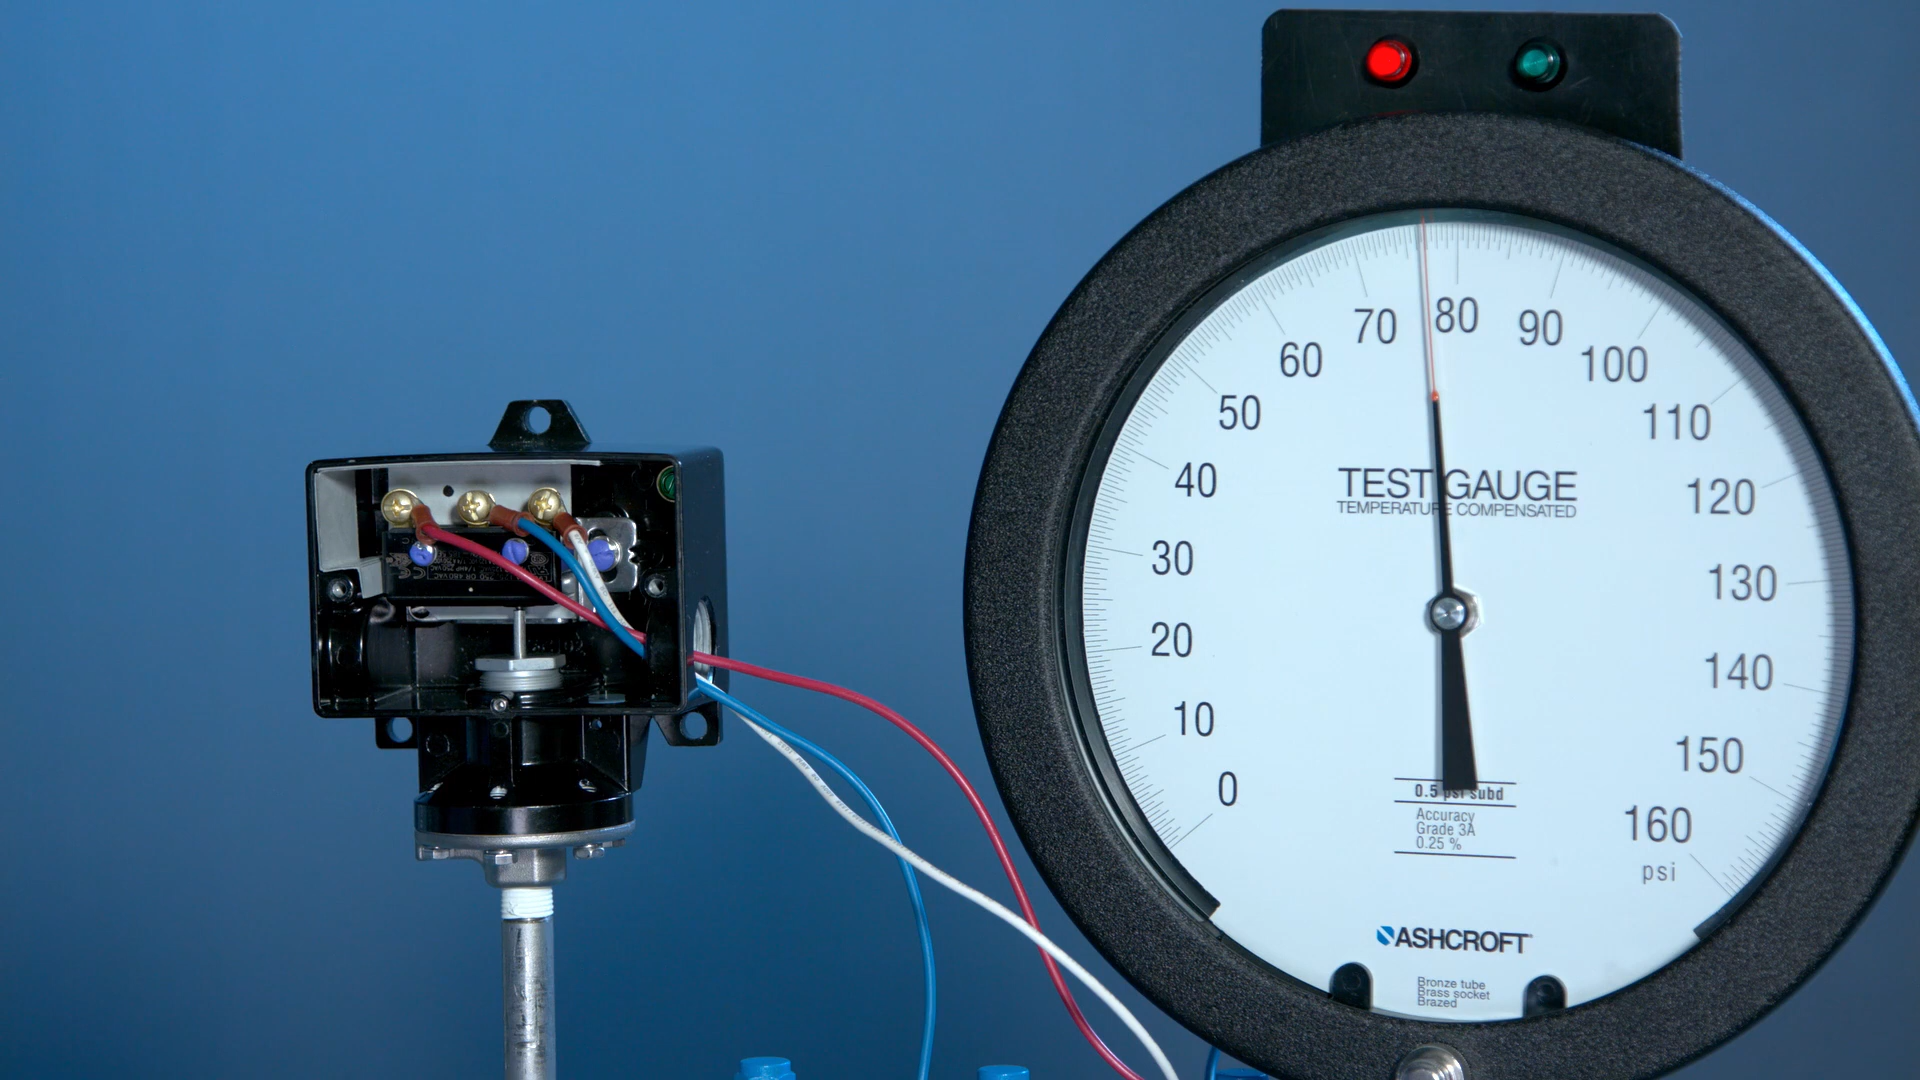 0
10
20
30
40
50
60
70
80
90
100
110
120
130
140
150
160
psi
TEST GAUGE
TEMPERATURE COMPENSATED
0.5 psi subd
Accuracy
Grade 3A
0.25 %
ASHCROFT
Bronze tube
Brass socket
Brazed